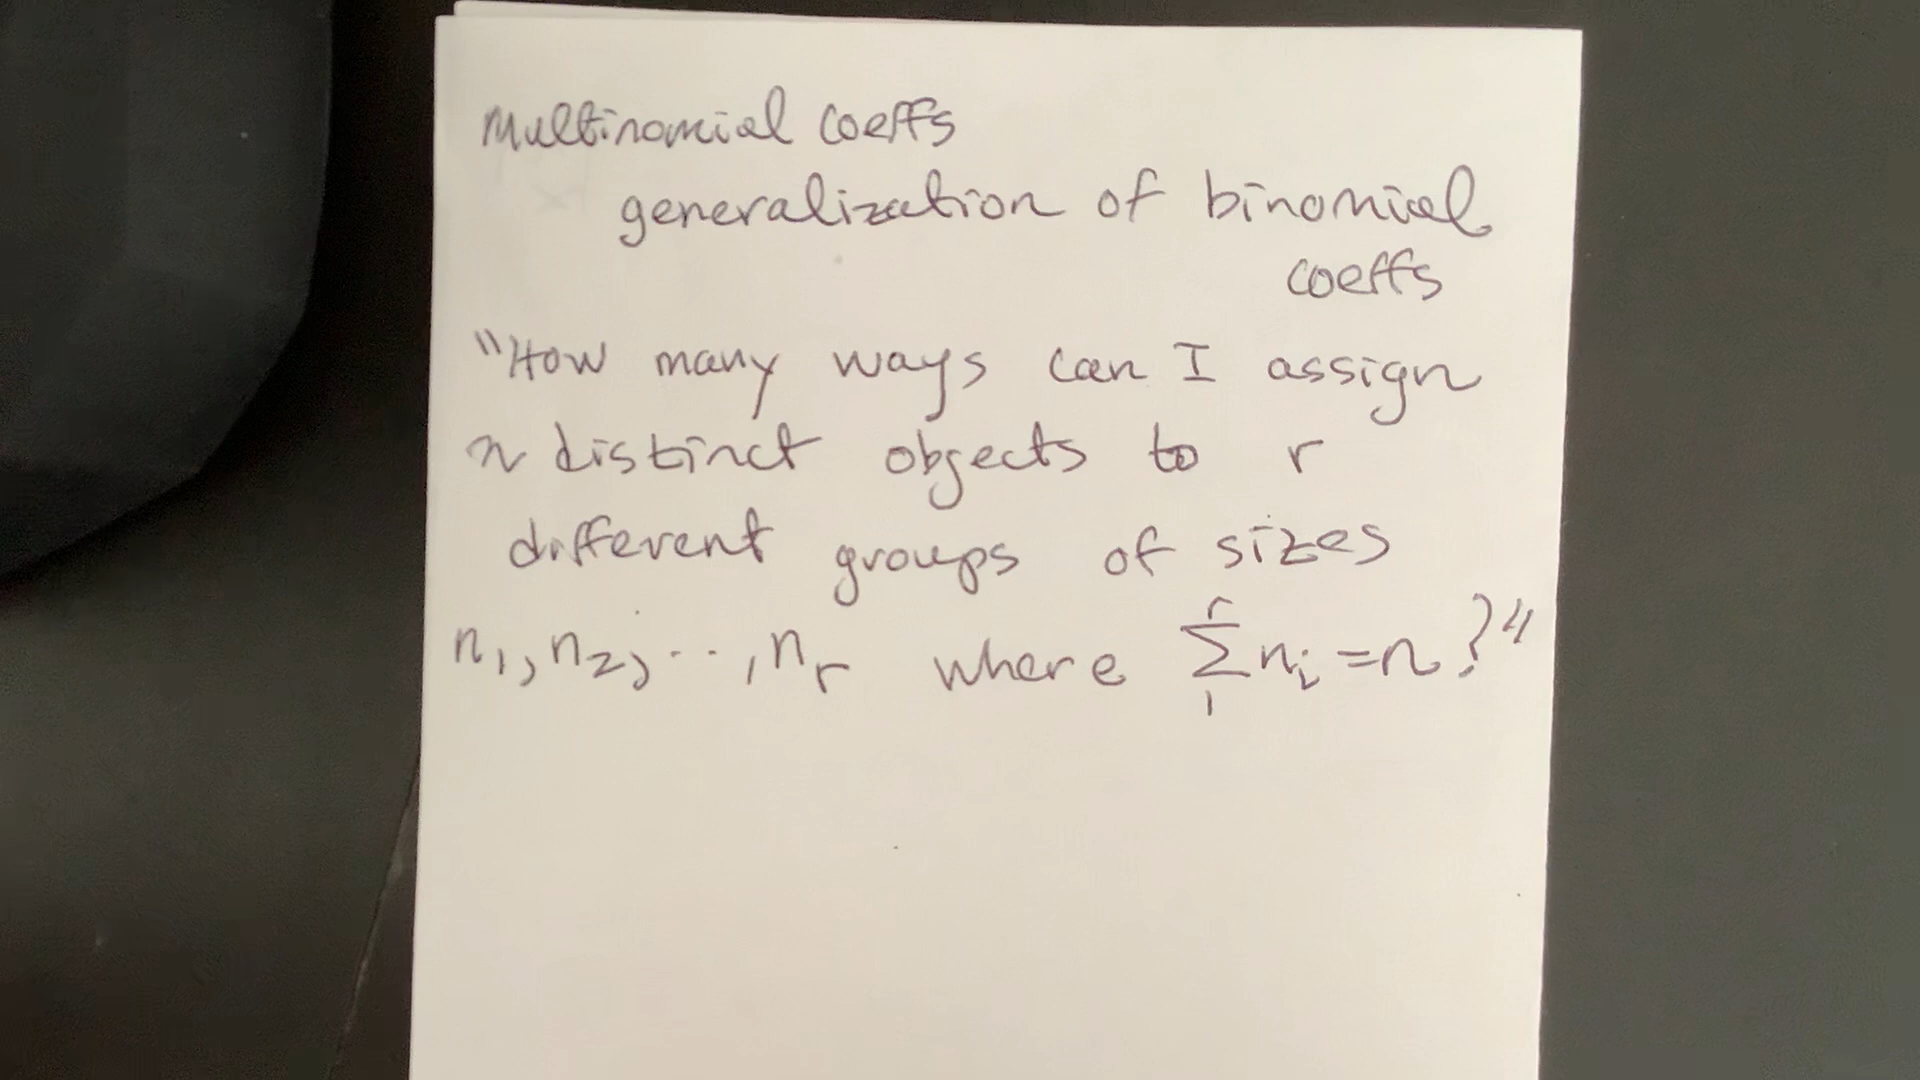 Multinomial coeffs
generalization of binomial
coeffs
"How many ways can I assign
n distinct objects to r
different groups of sizes
n₁, n₂, ..., nᵣ where ∑₁ʳ nᵢ = n?"